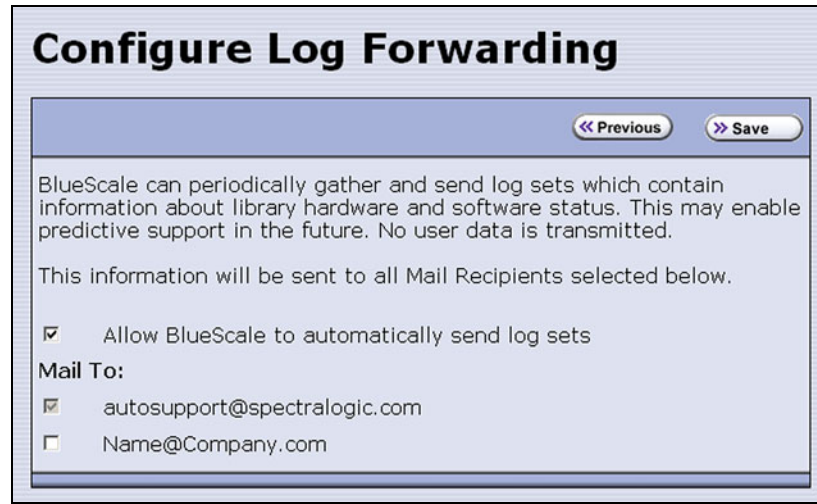 Configure Log Forwarding
Previous
Save
BlueScale can periodically gather and send log sets which contain
information about library hardware and software status. This may enable
predictive support in the future. No user data is transmitted.
This information will be sent to all Mail Recipients selected below.
Allow BlueScale to automatically send log sets
Mail To:
autosupport@spectralogic.com
Name@Company.com